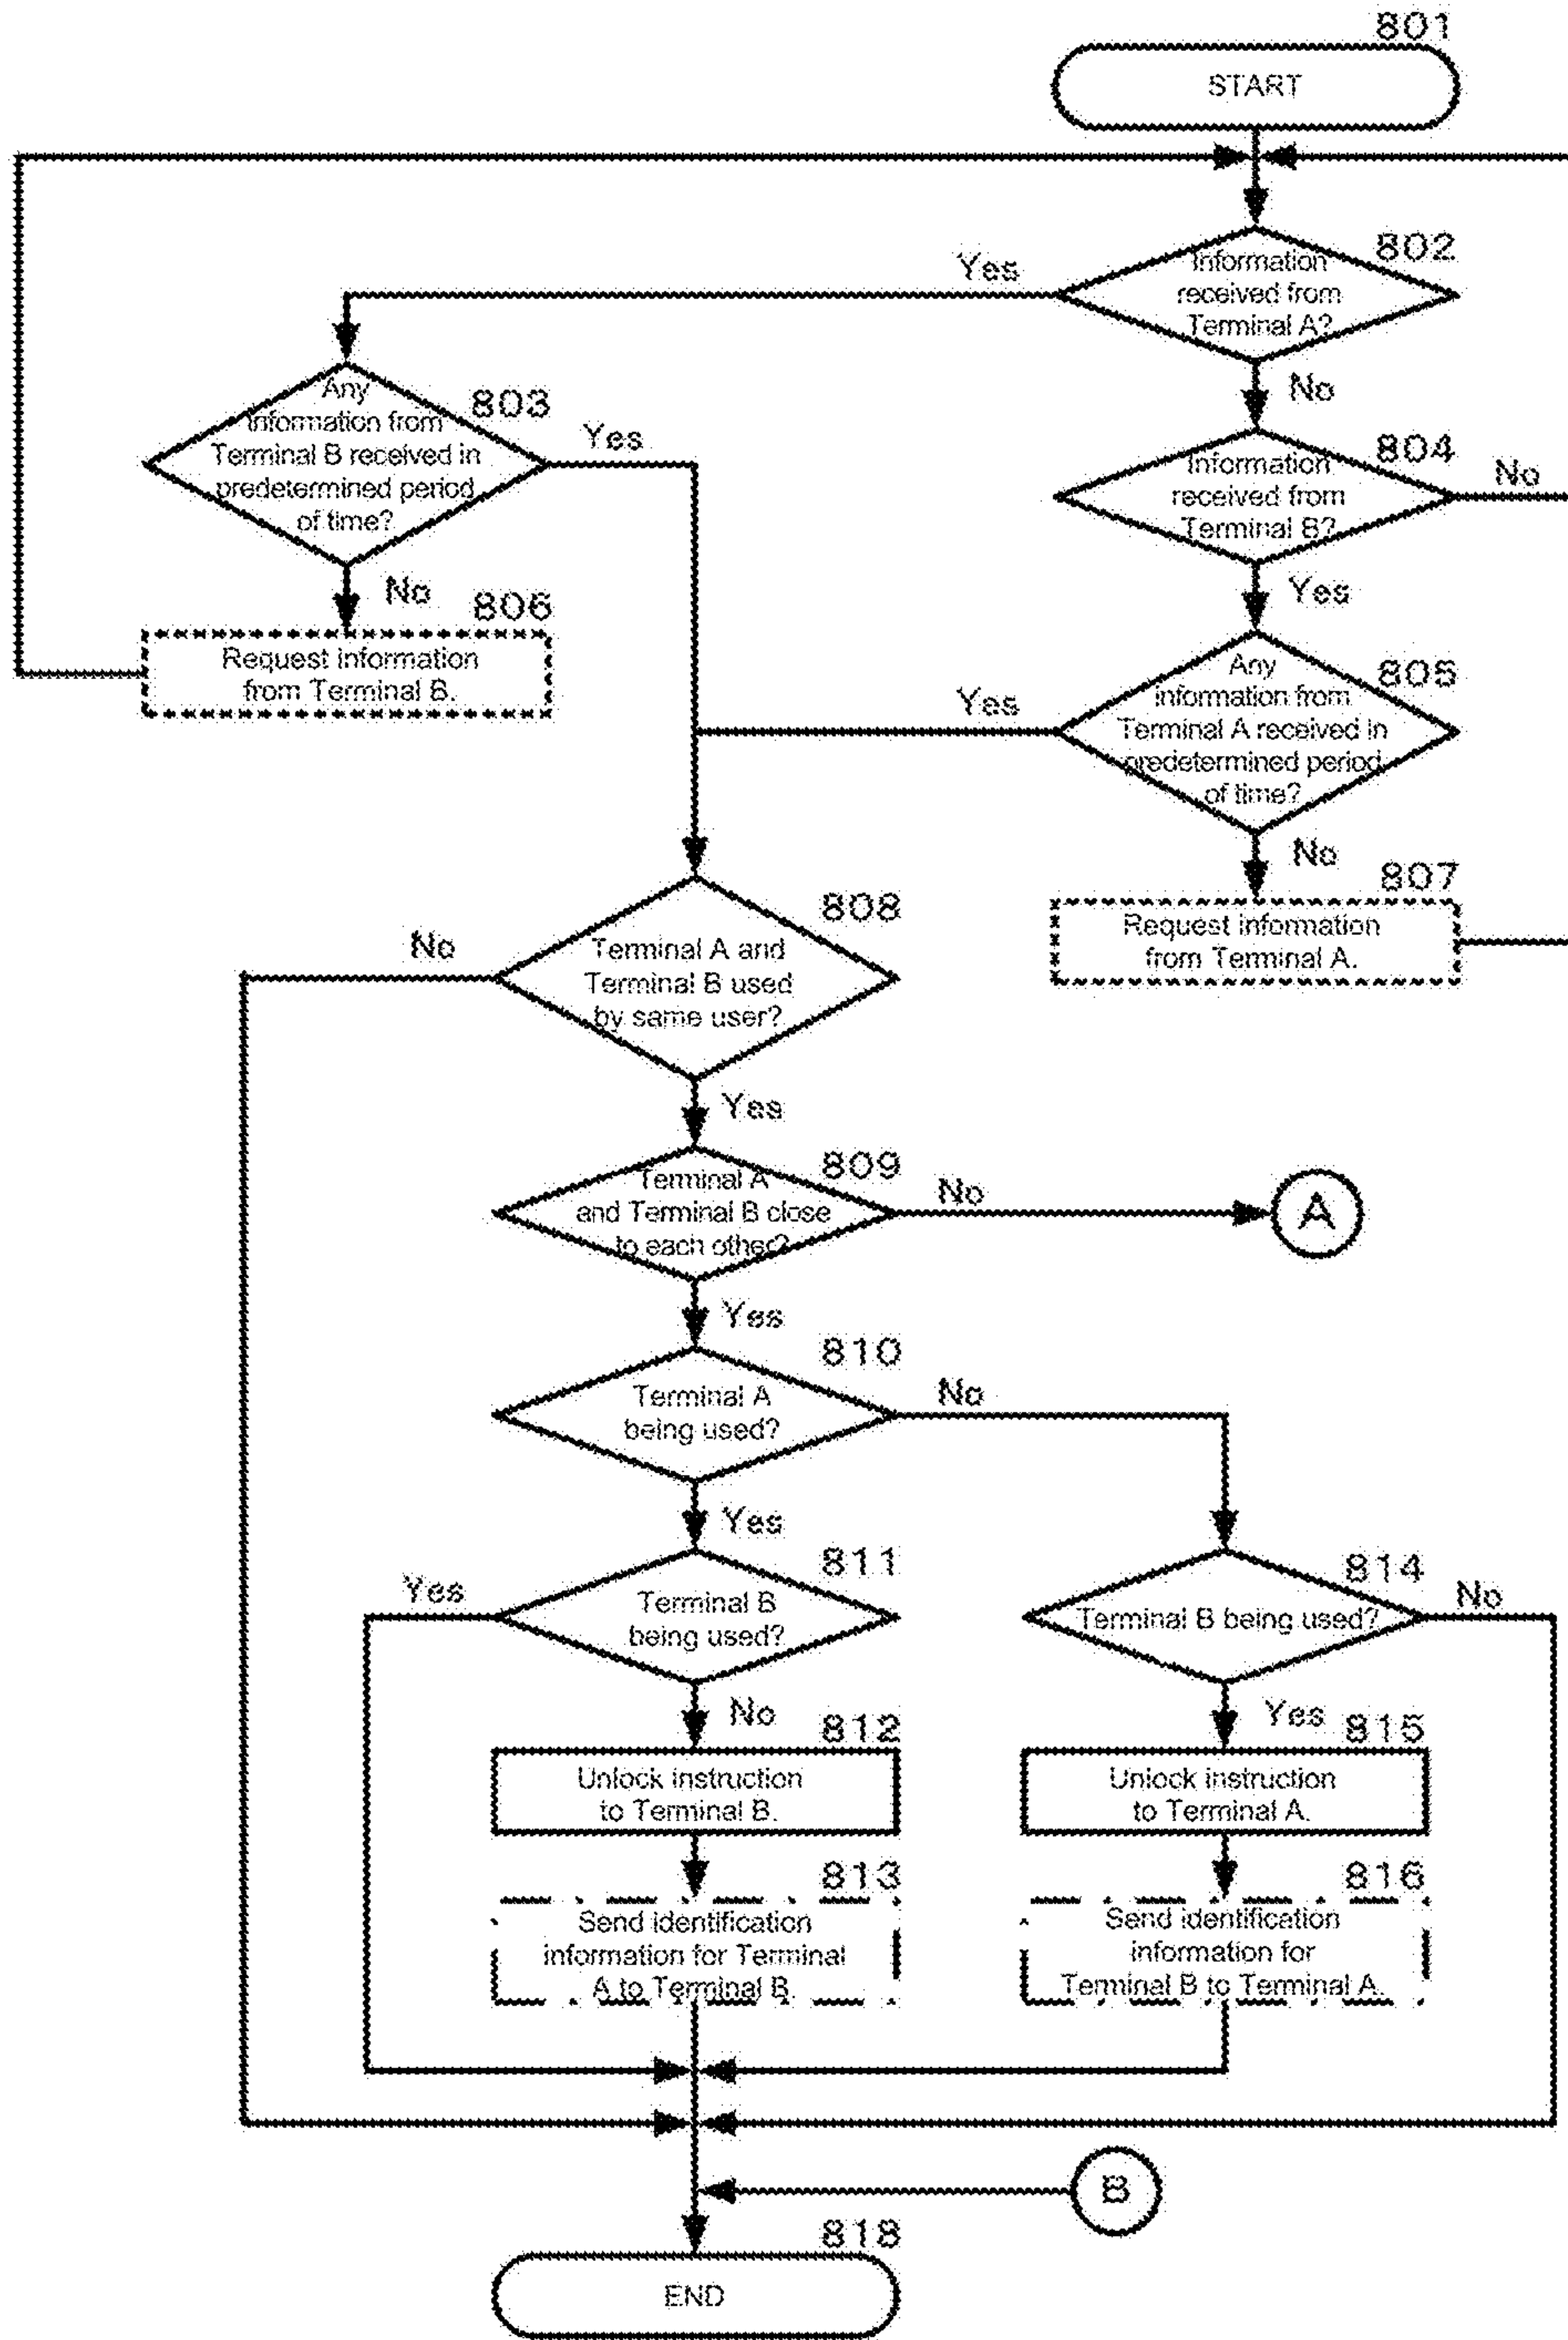 801
START
802
Information
received from
Terminal A?
Yes
No
Any
information from
Terminal B received in
predetermined period
of time?
803
Yes
No
804
Information
received from
Terminal B?
No
Yes
806
Request information
from Terminal B.
805
Any
information from
Terminal A received in
predetermined period
of time?
Yes
No
807
Request information
from Terminal A.
808
Terminal A and
Terminal B used
by same user?
No
Yes
809
Terminal A
and Terminal B close
to each other?
No
A
Yes
810
Terminal A
being used?
No
Yes
811
Terminal B
being used?
Yes
No
814
Terminal B being used?
No
Yes
812
Unlock instruction
to Terminal B.
815
Unlock instruction
to Terminal A.
813
Send identification
information for Terminal
A to Terminal B.
816
Send identification
information for
Terminal B to Terminal A.
B
818
END